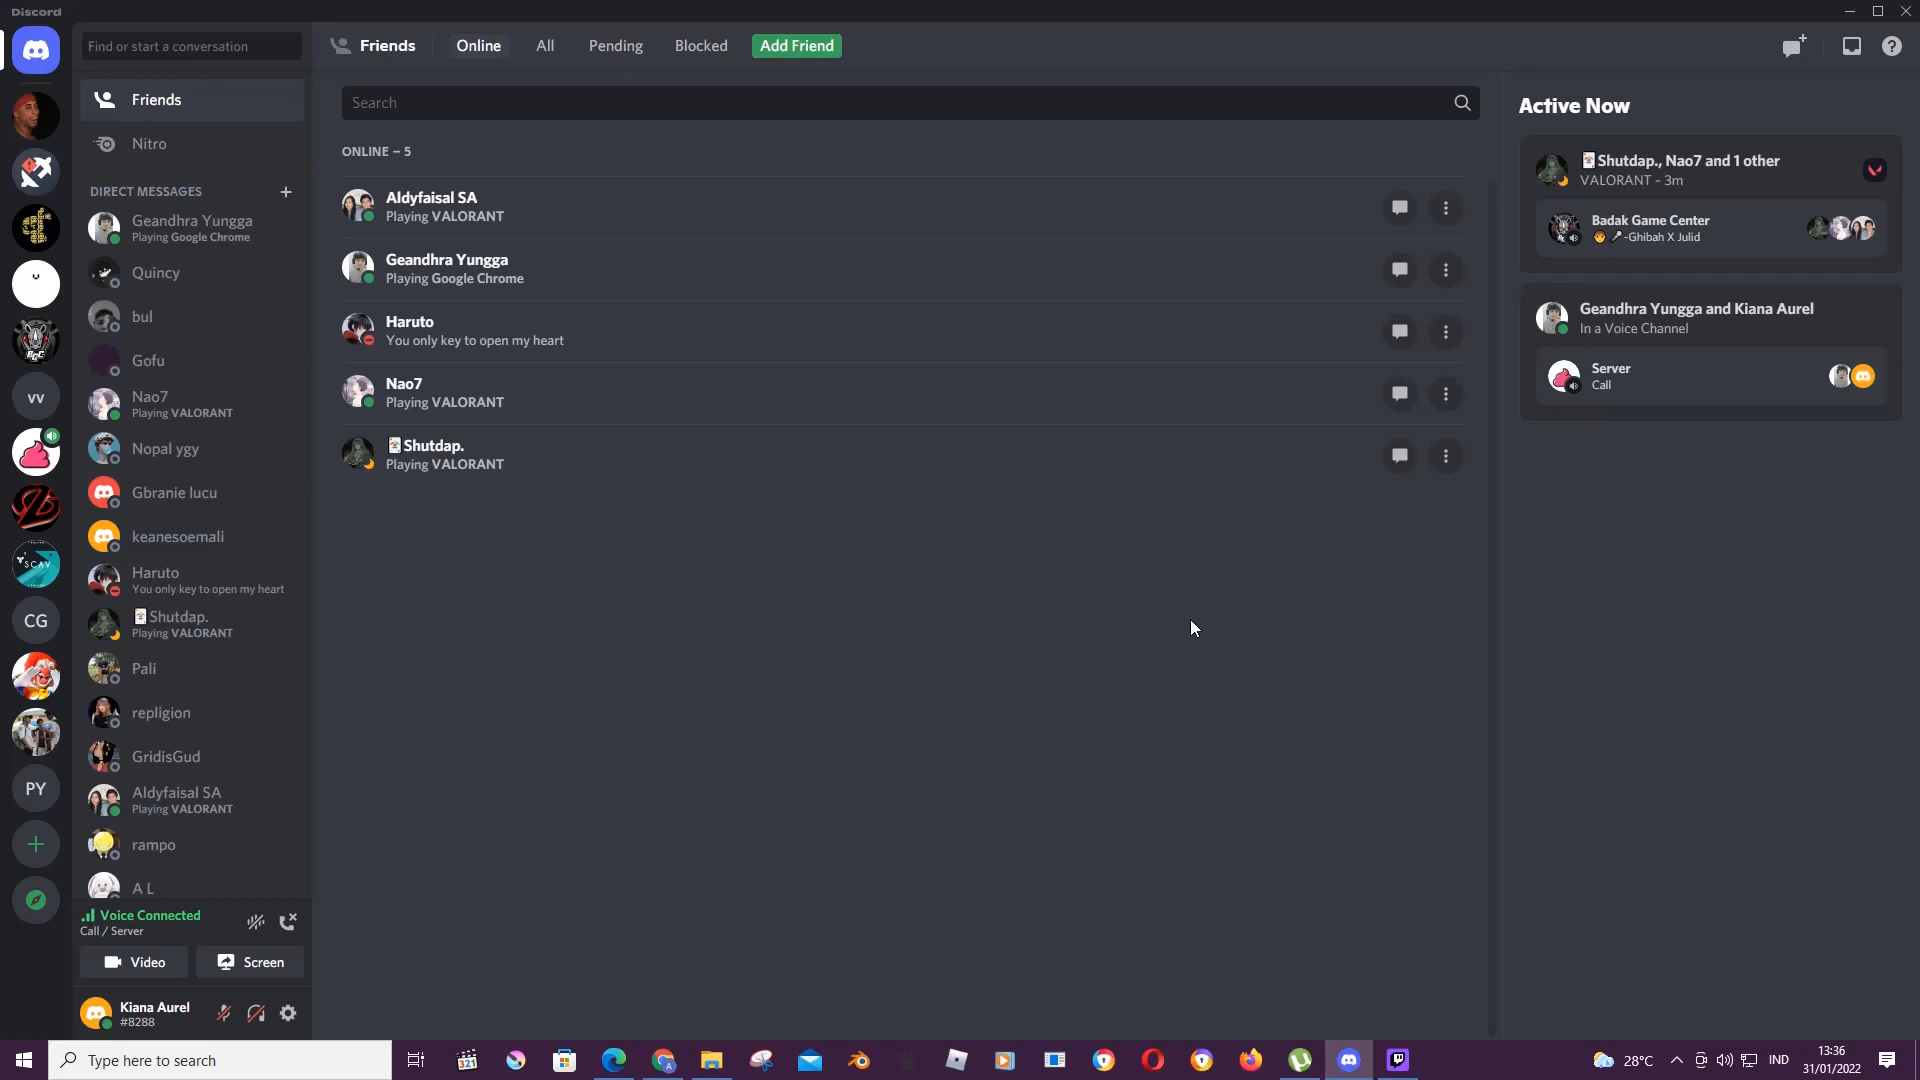 Discord
Find or start a conversation
Friends
Online
All
Pending
Blocked
Add Friend
Friends
Nitro
DIRECT MESSAGES
Geandhra Yungga
Playing Google Chrome
Quincy
bul
Gofu
Nao7
Playing VALORANT
Nopal ygy
Gbranie lucu
keanesoemali
Haruto
You only key to open my heart
🃏Shutdap.
Playing VALORANT
Pali
repligion
GridisGud
Aldyfaisal SA
Playing VALORANT
rampo
A L
Voice Connected
Call / Server
Video
Screen
Kiana Aurel
#8288
vv
SCAV
CG
PY
Search
ONLINE – 5
Aldyfaisal SA
Playing VALORANT
Geandhra Yungga
Playing Google Chrome
Haruto
You only key to open my heart
Nao7
Playing VALORANT
🃏Shutdap.
Playing VALORANT
Active Now
🃏Shutdap., Nao7 and 1 other
VALORANT - 3m
Badak Game Center
-Ghibah X Julid
Geandhra Yungga and Kiana Aurel
In a Voice Channel
Server
Call
Type here to search
28°C
IND
13:36
31/01/2022